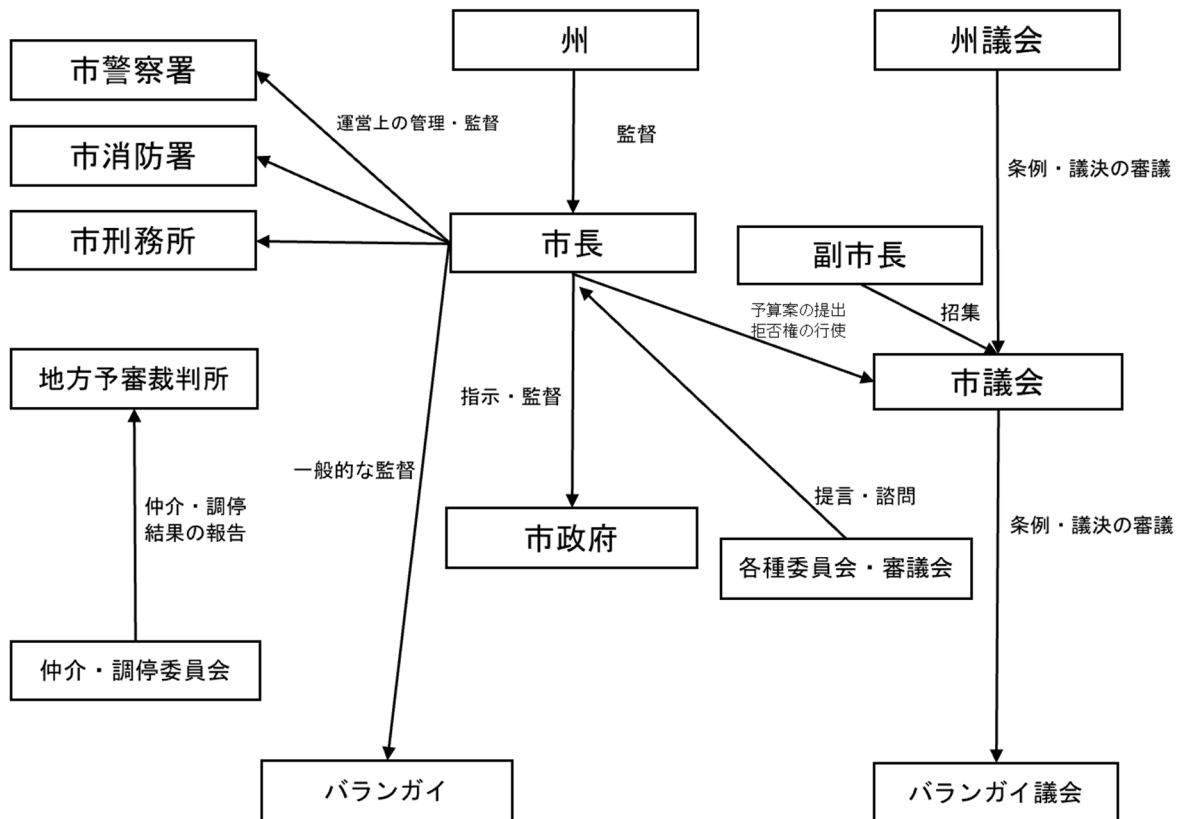 州
州議会
市警察署
運営上の管理・監督
監督
市消防署
条例・議決の審議
市刑務所
市長
副市長
予算案の提出
拒否権の行使
招集
地方予審裁判所
市議会
指示・監督
一般的な監督
仲介・調停
結果の報告
提言・諮問
条例・議決の審議
市政府
各種委員会・審議会
仲介・調停委員会
バランガイ
バランガイ議会